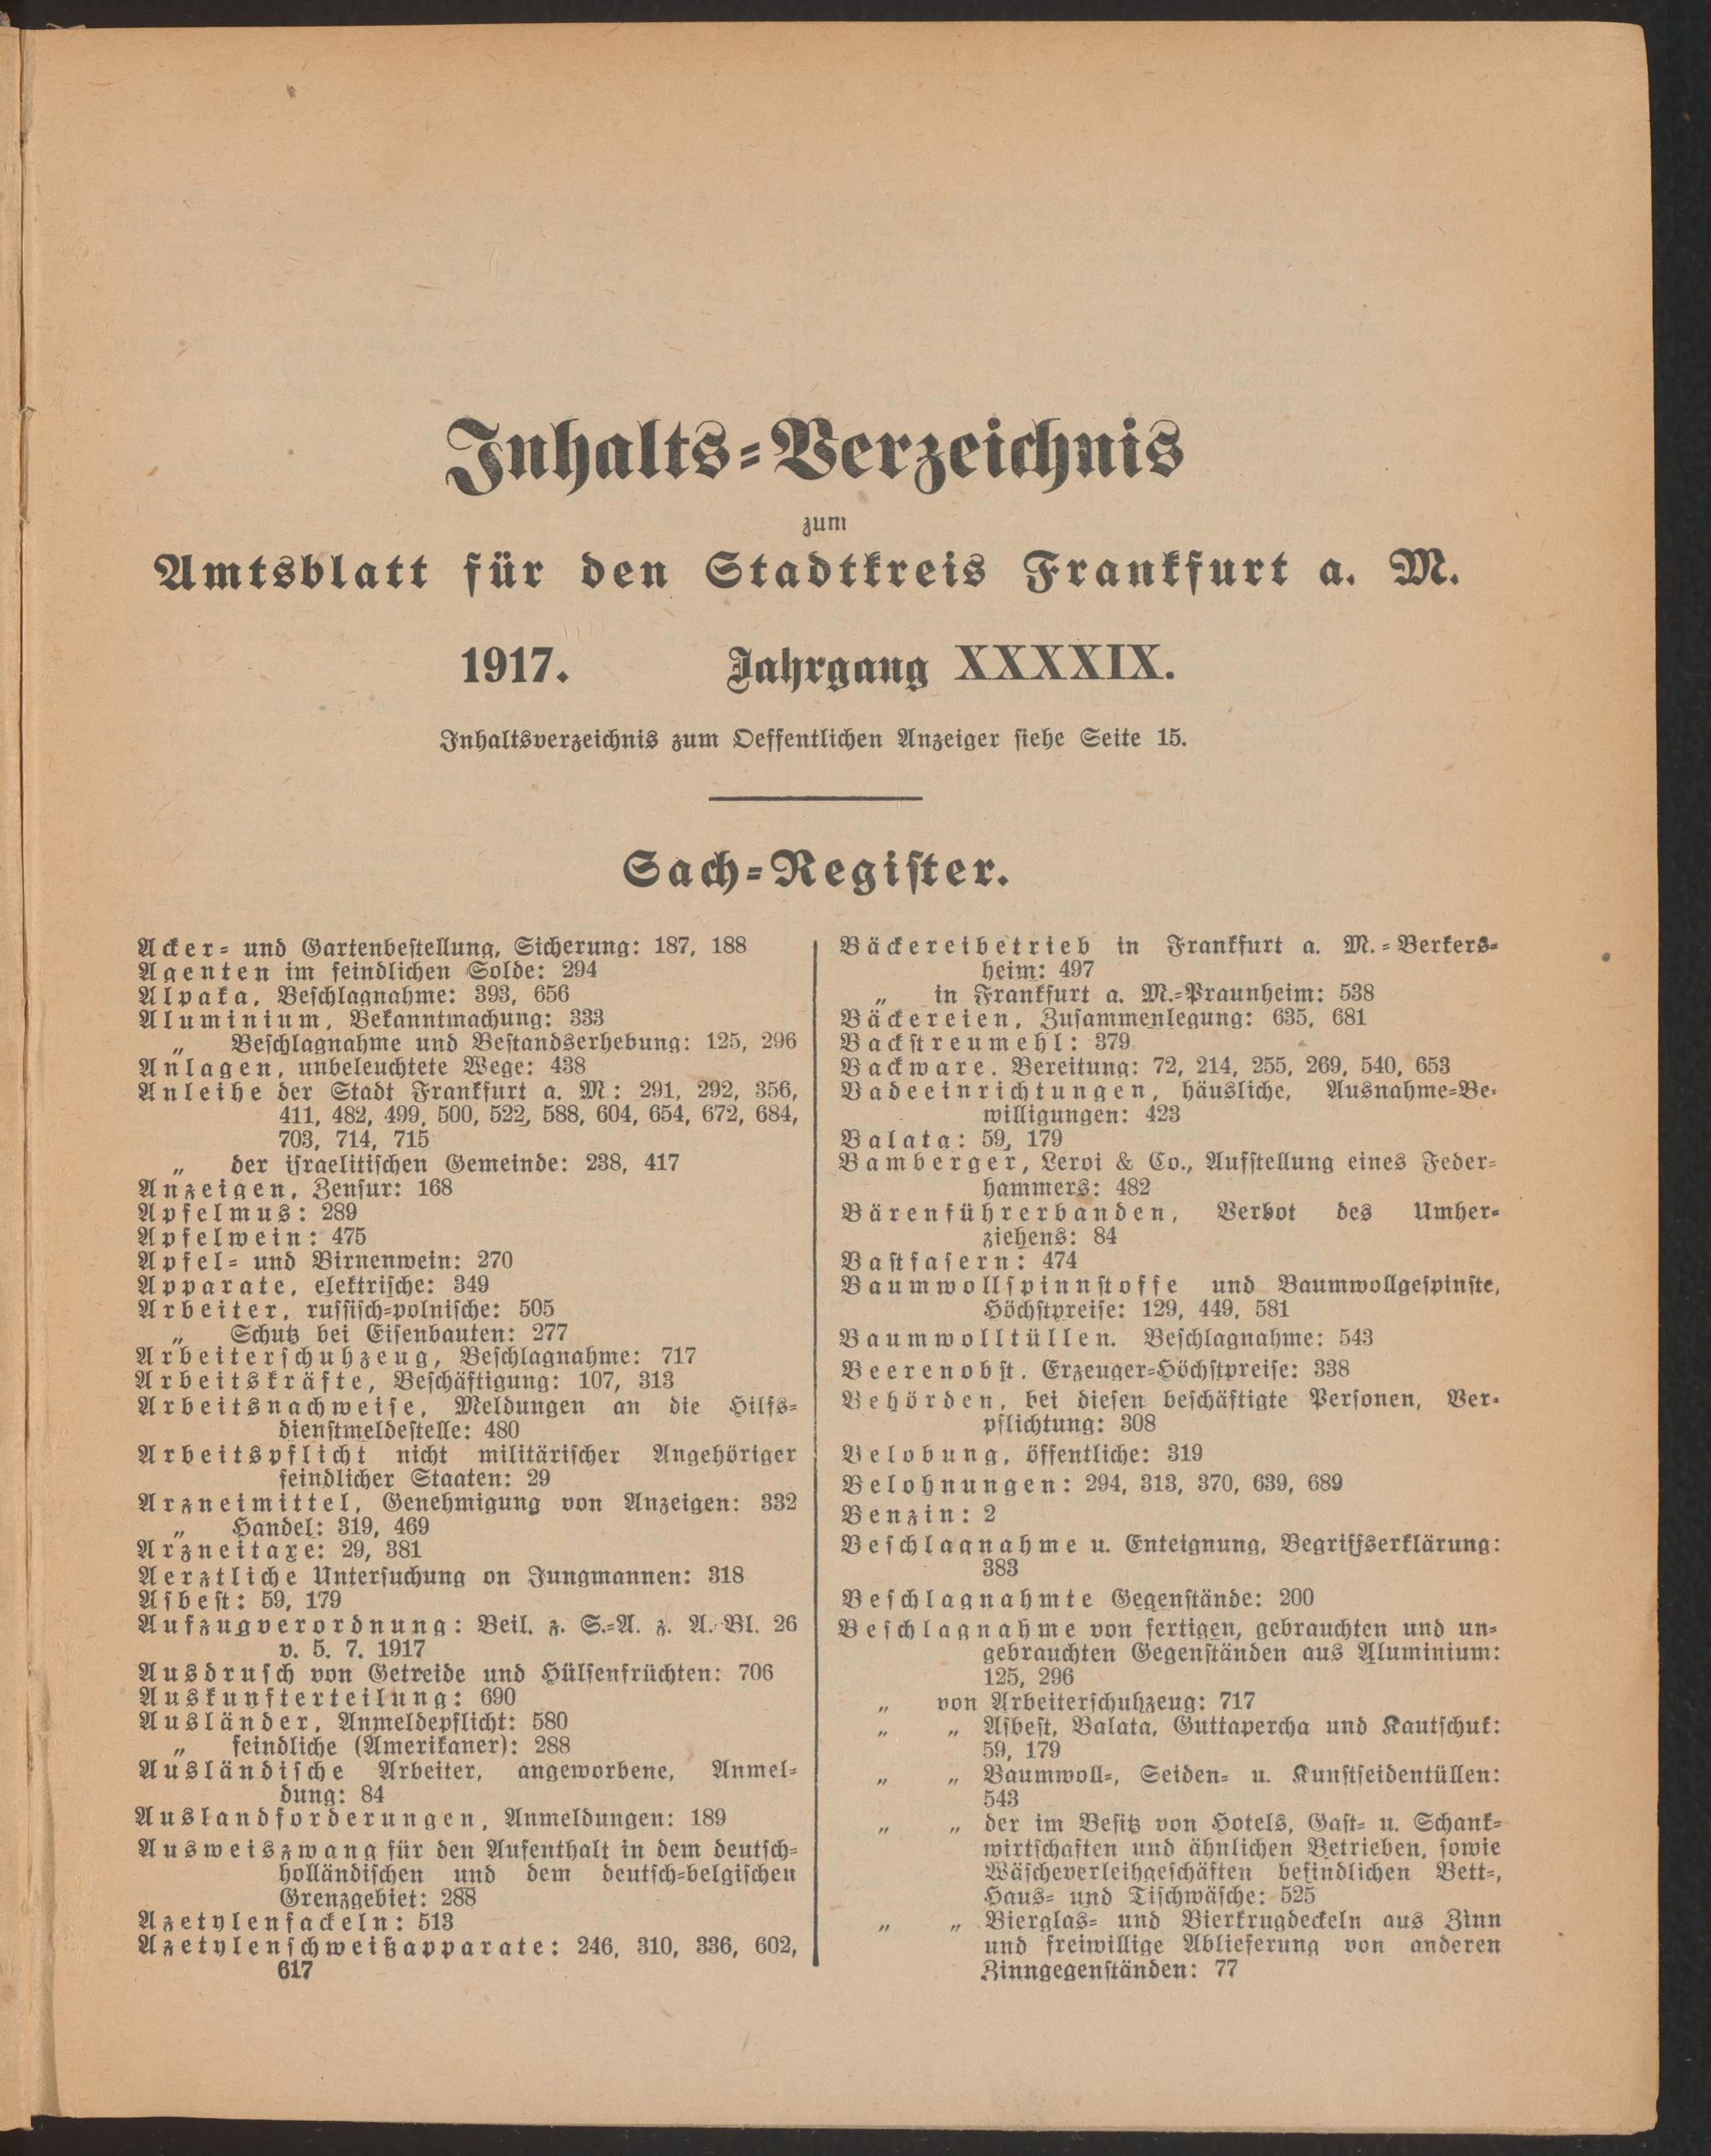 Inhalts-Verzeichnis
zum
Amtsblatt für den Stadtkreis Frankfurt a. M.
1917. Jahrgang XXXXIX.
Inhaltsverzeichnis zum Oeffentlichen Anzeiger siehe Seite 15.
Sach-Register.
Acker- und Gartenbestellung, Sicherung: 187, 188
Agenten im feindlichen Solde: 294
Alpaka, Beschlagnahme: 393, 656
Aluminium, Bekanntmachung: 333
„ Beschlagnahme und Bestandserhebung: 125, 296
Anlagen, unbeleuchtete Wege: 438
Anleihe der Stadt Frankfurt a. M: 291, 292, 356,
411, 482, 499, 500, 522, 588, 604, 654, 672, 684,
703, 714, 715
„ der israelitischen Gemeinde: 238, 417
Anzeigen, Zensur: 168
Apfelmus: 289
Apfelwein: 475
Apfel- und Birnenwein: 270
Apparate, elektrische: 349
Arbeiter, russisch-polnische: 505
„ Schutz bei Eisenbauten: 277
Arbeiterschuhzeug, Beschlagnahme: 717
Arbeitskräfte, Beschäftigung: 107, 313
Arbeitsnachweise, Meldungen an die Hilfs-
dienstmeldestelle: 480
Arbeitspflicht nicht militärischer Angehöriger
feindlicher Staaten: 29
Arzneimittel, Genehmigung von Anzeigen: 332
„ Handel: 319, 469
Arzneitaxe: 29, 381
Aerztliche Untersuchung on Jungmannen: 318
Asbest: 59, 179
Aufzugverordnung: Beil. z. S.-A. z. A.-Bl. 26
v. 5. 7. 1917
Ausdrusch von Getreide und Hülsenfrüchten: 706
Auskunfterteilung: 690
Ausländer, Anmeldepflicht: 580
„ feindliche (Amerikaner): 288
Ausländische Arbeiter, angeworbene, Anmel-
dung: 84
Auslandforderungen, Anmeldungen: 189
Ausweiszwang für den Aufenthalt in dem deutsch-
holländischen und dem deutsch-belgischen
Grenzgebiet: 288
Azetylenfackeln: 513
Azetylenschweißapparate: 246, 310, 336, 602,
617
Bäckereibetrieb in Frankfurt a. M.-Berkers-
heim: 497
„ in Frankfurt a. M.-Praunheim: 538
Bäckereien, Zusammenlegung: 635, 681
Backstreumehl: 379
Backware. Bereitung: 72, 214, 255, 269, 540, 653
Badeeinrichtungen, häusliche, Ausnahme-Be-
willigungen: 423
Balata: 59, 179
Bamberger, Leroi & Co., Aufstellung eines Feder-
hammers: 482
Bärenführerbanden, Verbot des Umher-
ziehens: 84
Bastfasern: 474
Baumwollspinnstoffe und Baumwollgespinste,
Höchstpreise: 129, 449, 581
Baumwolltüllen. Beschlagnahme: 543
Beerenobst. Erzeuger-Höchstpreise: 338
Behörden, bei diesen beschäftigte Personen, Ver-
pflichtung: 308
Belobung, öffentliche: 319
Belohnungen: 294, 313, 370, 639, 689
Benzin: 2
Beschlagnahme u. Enteignung, Begriffserklärung:
383
Beschlagnahmte Gegenstände: 200
Beschlagnahme von fertigen, gebrauchten und un-
gebrauchten Gegenständen aus Aluminium:
125, 296
„ von Arbeiterschuhzeug: 717
„ „ Asbest, Balata, Guttapercha und Kautschuk:
59, 179
„ „ Baumwoll-, Seiden- u. Kunstseidentüllen:
543
„ „ der im Besitz von Hotels, Gast- u. Schank-
wirtschaften und ähnlichen Betrieben, sowie
Wäscheverleihgeschäften befindlichen Bett-,
Haus- und Tischwäsche: 525
„ „ Bierglas- und Bierkrugdeckeln aus Zinn
und freiwillige Ablieferung von anderen
Zinngegenständen: 77